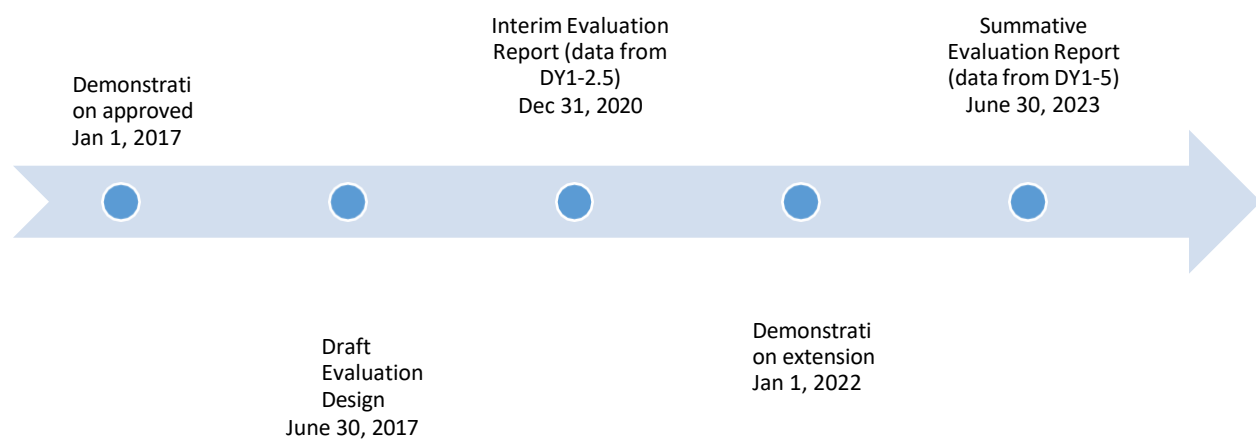 Demonstrati
on approved
Jan 1, 2017
Draft
Evaluation
Design
June 30, 2017
Interim Evaluation
Report (data from
DY1-2.5)
Dec 31, 2020
Demonstrati
on extension
Jan 1, 2022
Summative
Evaluation Report
(data from DY1-5)
June 30, 2023